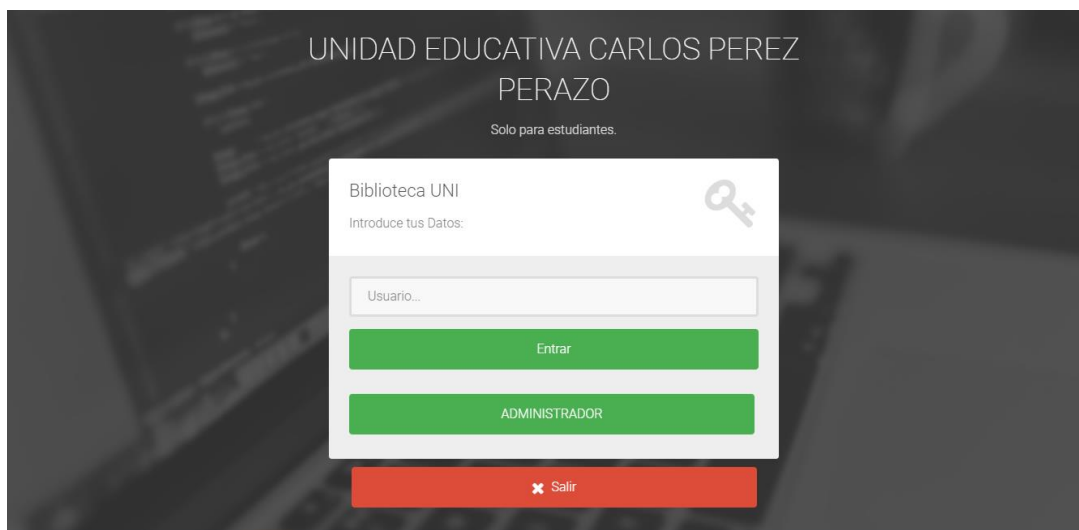 UNIDAD EDUCATIVA CARLOS PEREZ
PERAZO
Solo para estudiantes.
Biblioteca UNI
Introduce tus Datos:
Usuario...
Entrar
ADMINISTRADOR
Salir